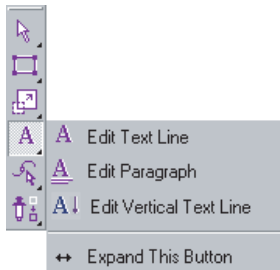 A
A Edit Text Line
A Edit Paragraph
A Edit Vertical Text Line
Expand This Button